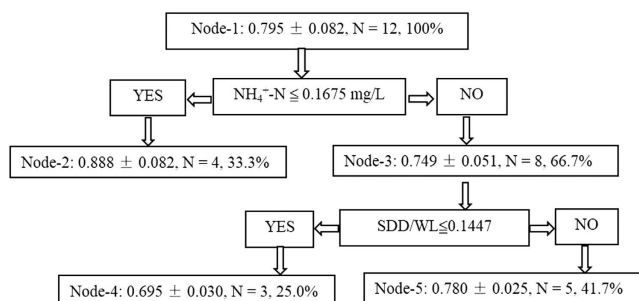 Node-1: 0.795 ± 0.082, N = 12, 100%
YES
NH₄⁺-N ≦ 0.1675 mg/L
NO
Node-2: 0.888 ± 0.082, N = 4, 33.3%
Node-3: 0.749 ± 0.051, N = 8, 66.7%
YES
SDD/WL≦0.1447
NO
Node-4: 0.695 ± 0.030, N = 3, 25.0%
Node-5: 0.780 ± 0.025, N = 5, 41.7%